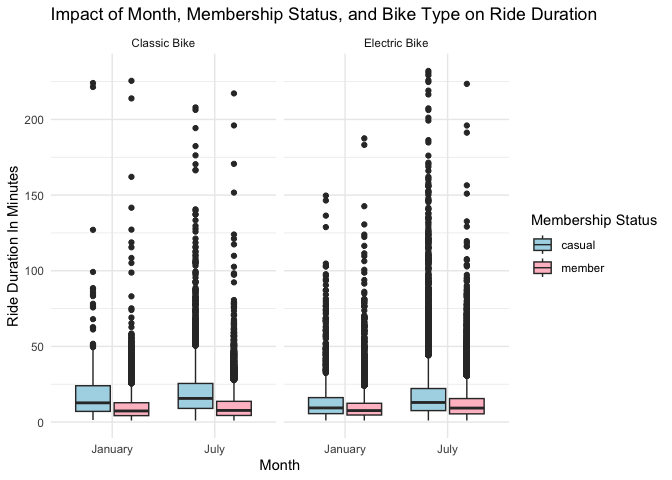 Impact of Month, Membership Status, and Bike Type on Ride Duration
Classic Bike
Electric Bike
Ride Duration In Minutes
200
150
100
50
0
January
July
January
July
Month
Membership Status
casual
member